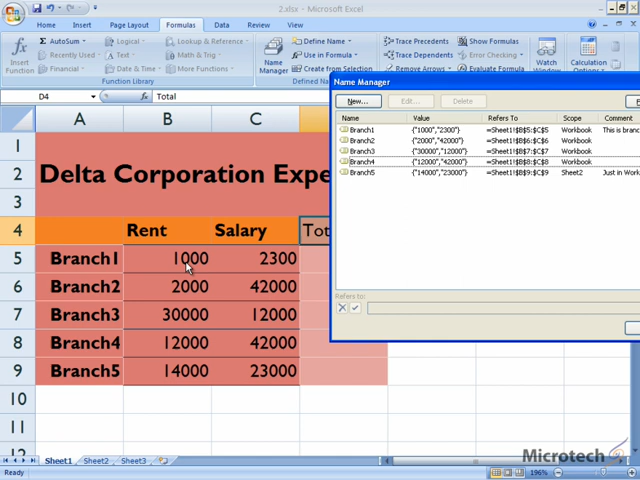 2.xlsx - Microsoft Excel
Home Insert Page Layout Formulas Data Review View
Insert Function
AutoSum
Recently Used
Financial
Logical
Text
Date & Time
Lookup & Reference
Math & Trig
More Functions
Function Library
Name Manager
Define Name
Use in Formula
Create from Selection
Trace Precedents
Trace Dependents
Remove Arrows
Show Formulas
Error Checking
Evaluate Formula
Watch Window
D4 fx Total
Name Manager
New... Edit... Delete
Name Value Refers To Scope Comment
Branch1 {"1000","2300"} =Sheet1!$B$5:$C$5 Workbook This is branc
Branch2 {"2000","42000"} =Sheet1!$B$6:$C$6 Workbook
Branch3 {"30000","12000"} =Sheet1!$B$7:$C$7 Workbook
Branch4 {"12000","42000"} =Sheet1!$B$8:$C$8 Workbook
Branch5 {"14000","23000"} =Sheet1!$B$9:$C$9 Sheet2 Just in Work
Refers to:
A B C
1
2 Delta Corporation Expe
3
4 Rent Salary Tot
5 Branch1 1000 2300
6 Branch2 2000 42000
7 Branch3 30000 12000
8 Branch4 12000 42000
9 Branch5 14000 23000
10
11
12
Sheet1 Sheet2 Sheet3
Microtech
Ready 196%